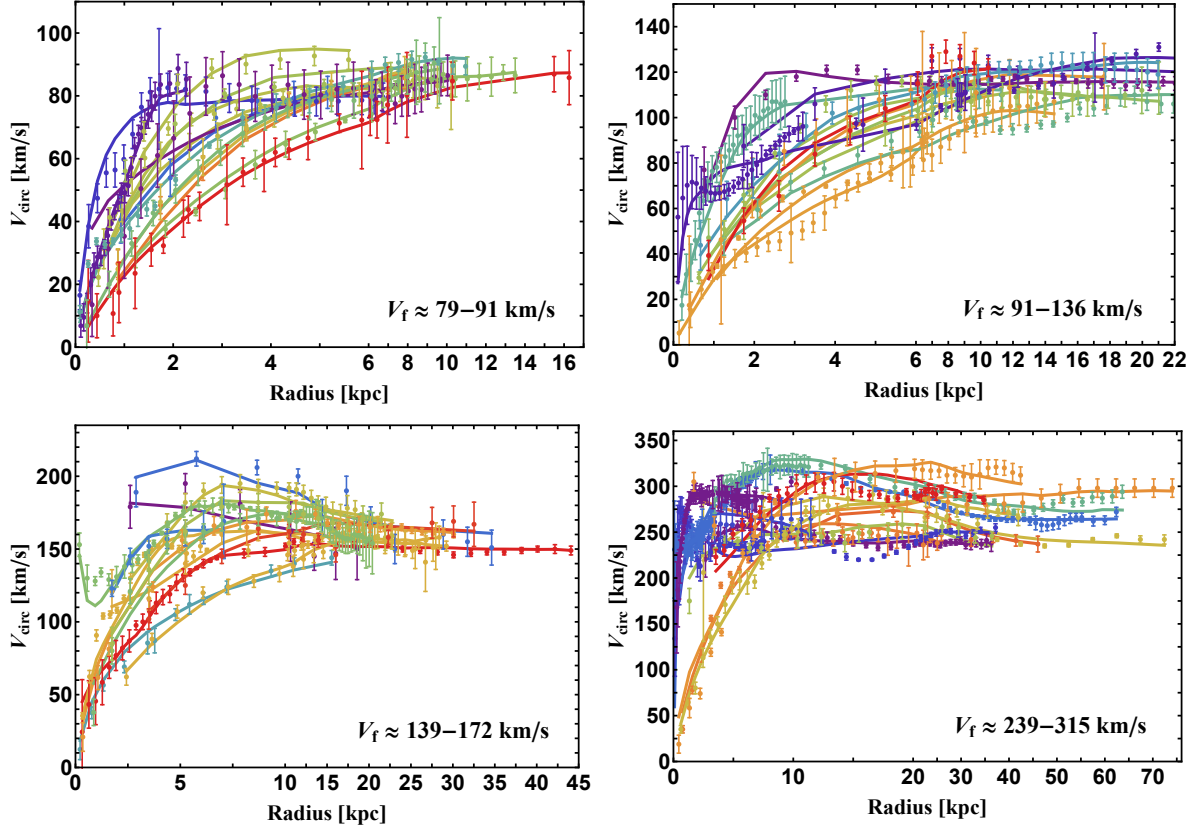 100
80
60
40
20
0
V_circ [km/s]
V_f ≈ 79–91 km/s
0 2 4 6 8 10 12 14 16
Radius [kpc]
140
120
100
80
60
40
20
0
V_circ [km/s]
V_f ≈ 91–136 km/s
0 2 4 6 8 10 12 14 16 18 20 22
Radius [kpc]
200
150
100
50
0
V_circ [km/s]
V_f ≈ 139–172 km/s
0 5 10 15 20 25 30 35 40 45
Radius [kpc]
350
300
250
200
150
100
50
0
V_circ [km/s]
V_f ≈ 239–315 km/s
0 10 20 30 40 50 60 70
Radius [kpc]